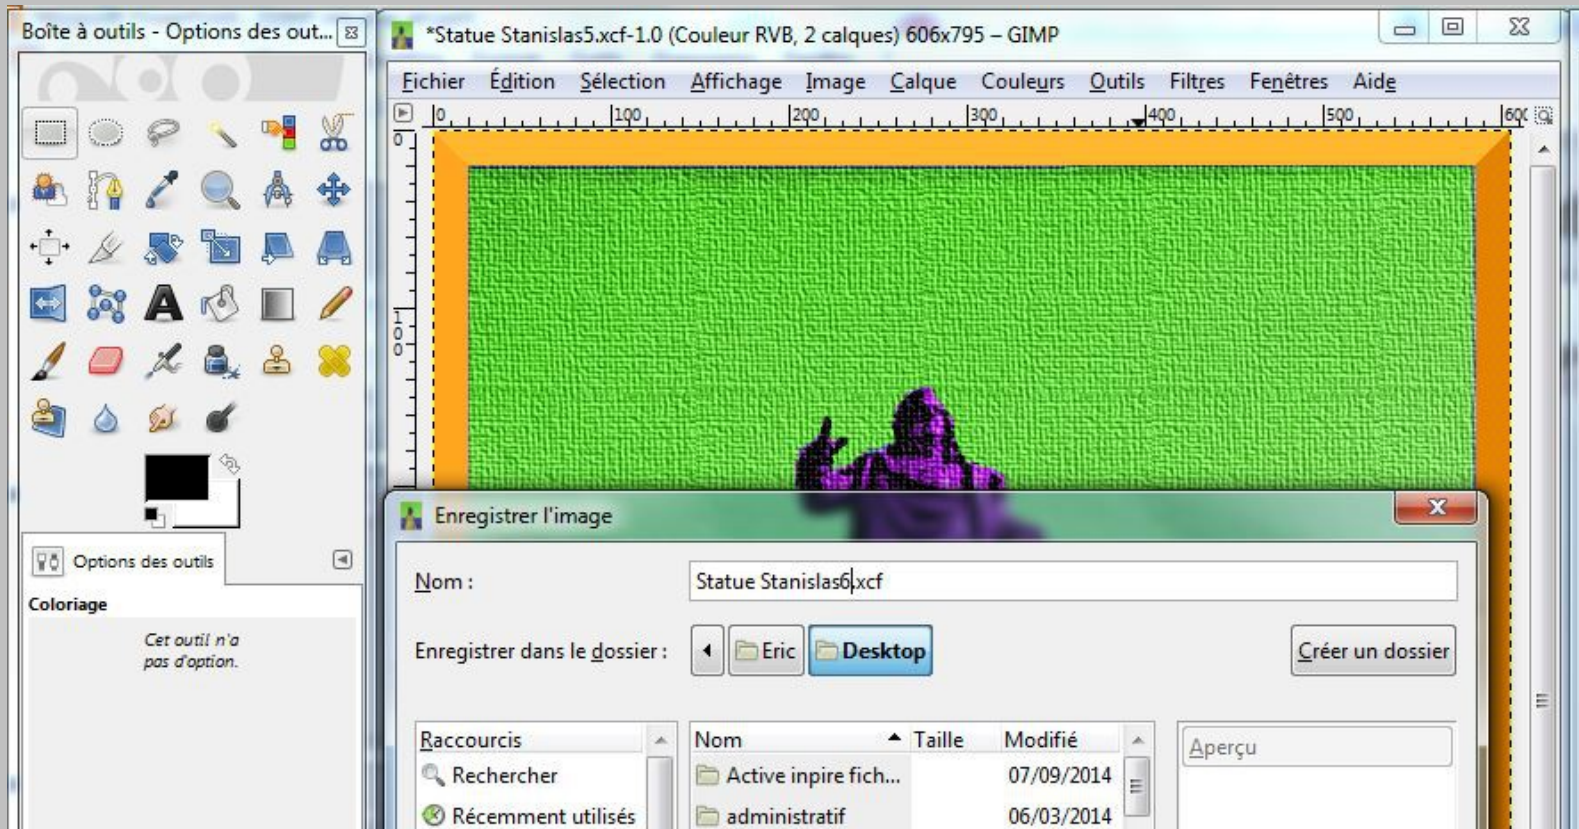 Boîte à outils - Options des out...
*Statue Stanislas5.xcf-1.0 (Couleur RVB, 2 calques) 606x795 – GIMP
Fichier Édition Sélection Affichage Image Calque Couleurs Outils Filtres Fenêtres Aide
0 100 200 300 400 500 600
0
100
Enregistrer l'image
Options des outils
Nom :
Statue Stanislas6.xcf
Coloriage
Cet outil n'a
pas d'option.
Enregistrer dans le dossier :
Eric
Desktop
Créer un dossier
Raccourcis
Nom Taille Modifié
Aperçu
Rechercher
Active inpire fich... 07/09/2014
Récemment utilisés
administratif 06/03/2014